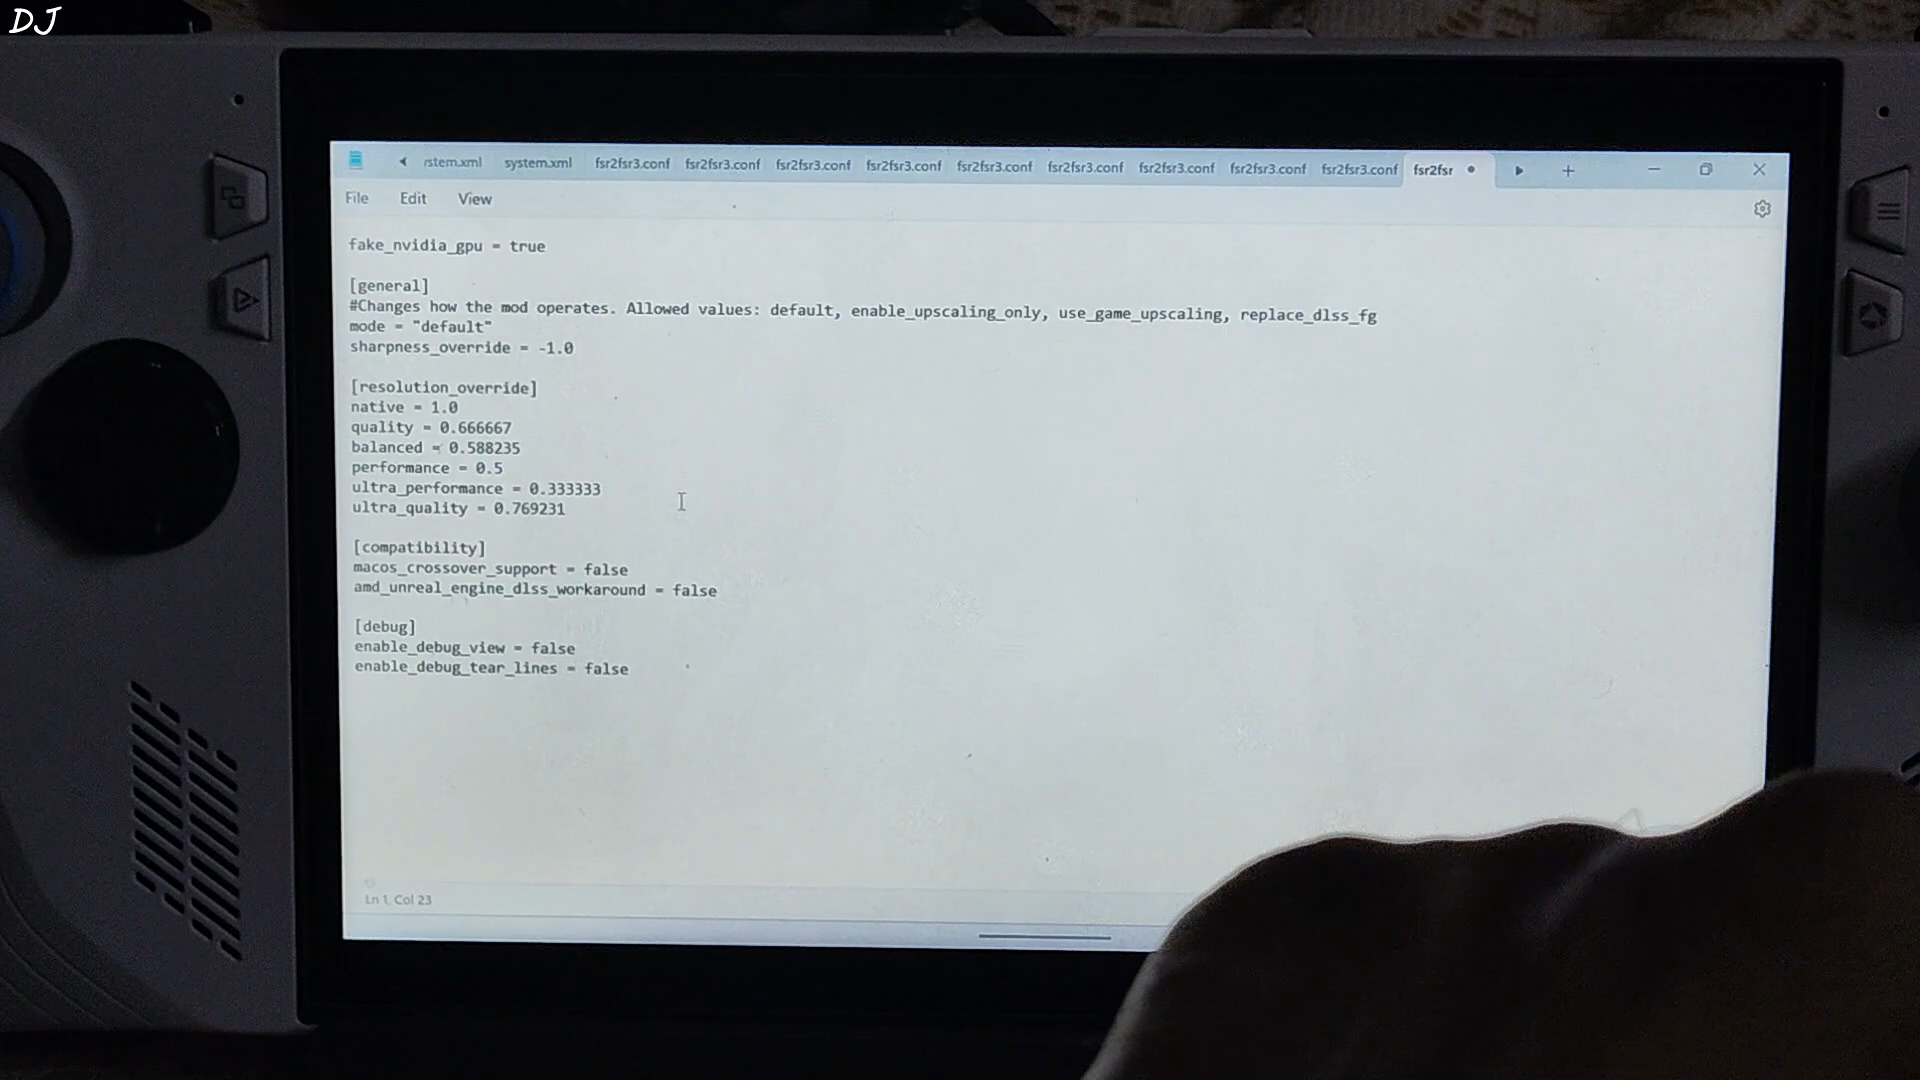 DJ
rstem.xml system.xml fsr2fsr3.conf fsr2fsr3.conf fsr2fsr3.conf fsr2fsr3.conf fsr2fsr3.conf fsr2fsr3.conf fsr2fsr3.conf fsr2fsr3.conf fsr2fsr3.conf fsr2fsr
File Edit View
fake_nvidia_gpu = true
[general]
#Changes how the mod operates. Allowed values: default, enable_upscaling_only, use_game_upscaling, replace_dlss_fg
mode = "default"
sharpness_override = -1.0
[resolution_override]
native = 1.0
quality = 0.666667
balanced = 0.588235
performance = 0.5
ultra_performance = 0.333333
ultra_quality = 0.769231
[compatibility]
macos_crossover_support = false
amd_unreal_engine_dlss_workaround = false
[debug]
enable_debug_view = false
enable_debug_tear_lines = false
Ln 1, Col 23